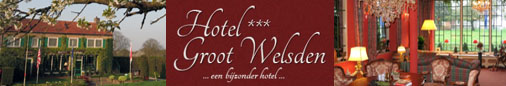 Hotel ***
Groot Welsden
... een bijzonder hotel ...